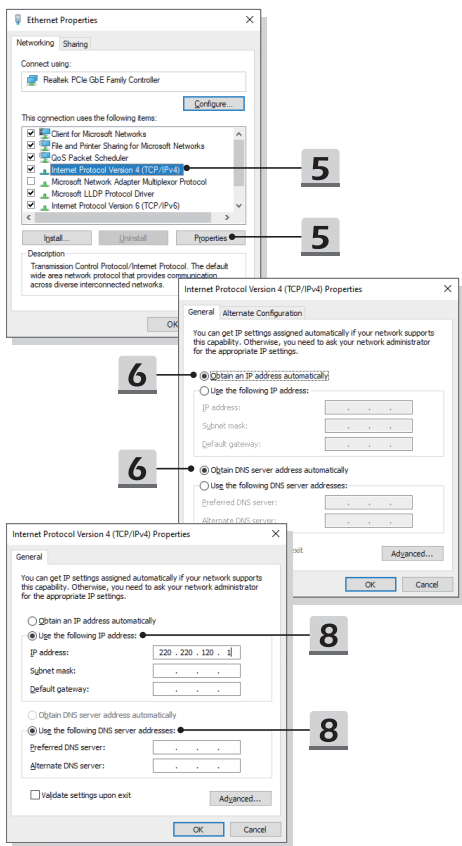 Ethernet Properties
Networking
Sharing
Connect using:
Realtek PCIe GbE Family Controller
Configure...
This connection uses the following items:
Client for Microsoft Networks
File and Printer Sharing for Microsoft Networks
QoS Packet Scheduler
Internet Protocol Version 4 (TCP/IPv4)
5
Microsoft Network Adapter Multiplexor Protocol
Microsoft LLDP Protocol Driver
Internet Protocol Version 6 (TCP/IPv6)
Install...
Uninstall
Properties
5
Description
Transmission Control Protocol/Internet Protocol. The default
wide area network protocol that provides communication
across diverse interconnected networks.
OK
Internet Protocol Version 4 (TCP/IPv4) Properties
General
Alternate Configuration
You can get IP settings assigned automatically if your network supports
this capability. Otherwise, you need to ask your network administrator
for the appropriate IP settings.
6
Obtain an IP address automatically
Use the following IP address:
IP address:
Subnet mask:
Default gateway:
6
Obtain DNS server address automatically
Use the following DNS server addresses:
Preferred DNS server:
Alternate DNS server:
exit
Advanced...
OK
Cancel
Internet Protocol Version 4 (TCP/IPv4) Properties
General
You can get IP settings assigned automatically if your network supports
this capability. Otherwise, you need to ask your network administrator
for the appropriate IP settings.
Obtain an IP address automatically
Use the following IP address:
8
IP address:
220 . 220 . 120 . 1
Subnet mask:
Default gateway:
Obtain DNS server address automatically
Use the following DNS server addresses:
8
Preferred DNS server:
Alternate DNS server:
Validate settings upon exit
Advanced...
OK
Cancel